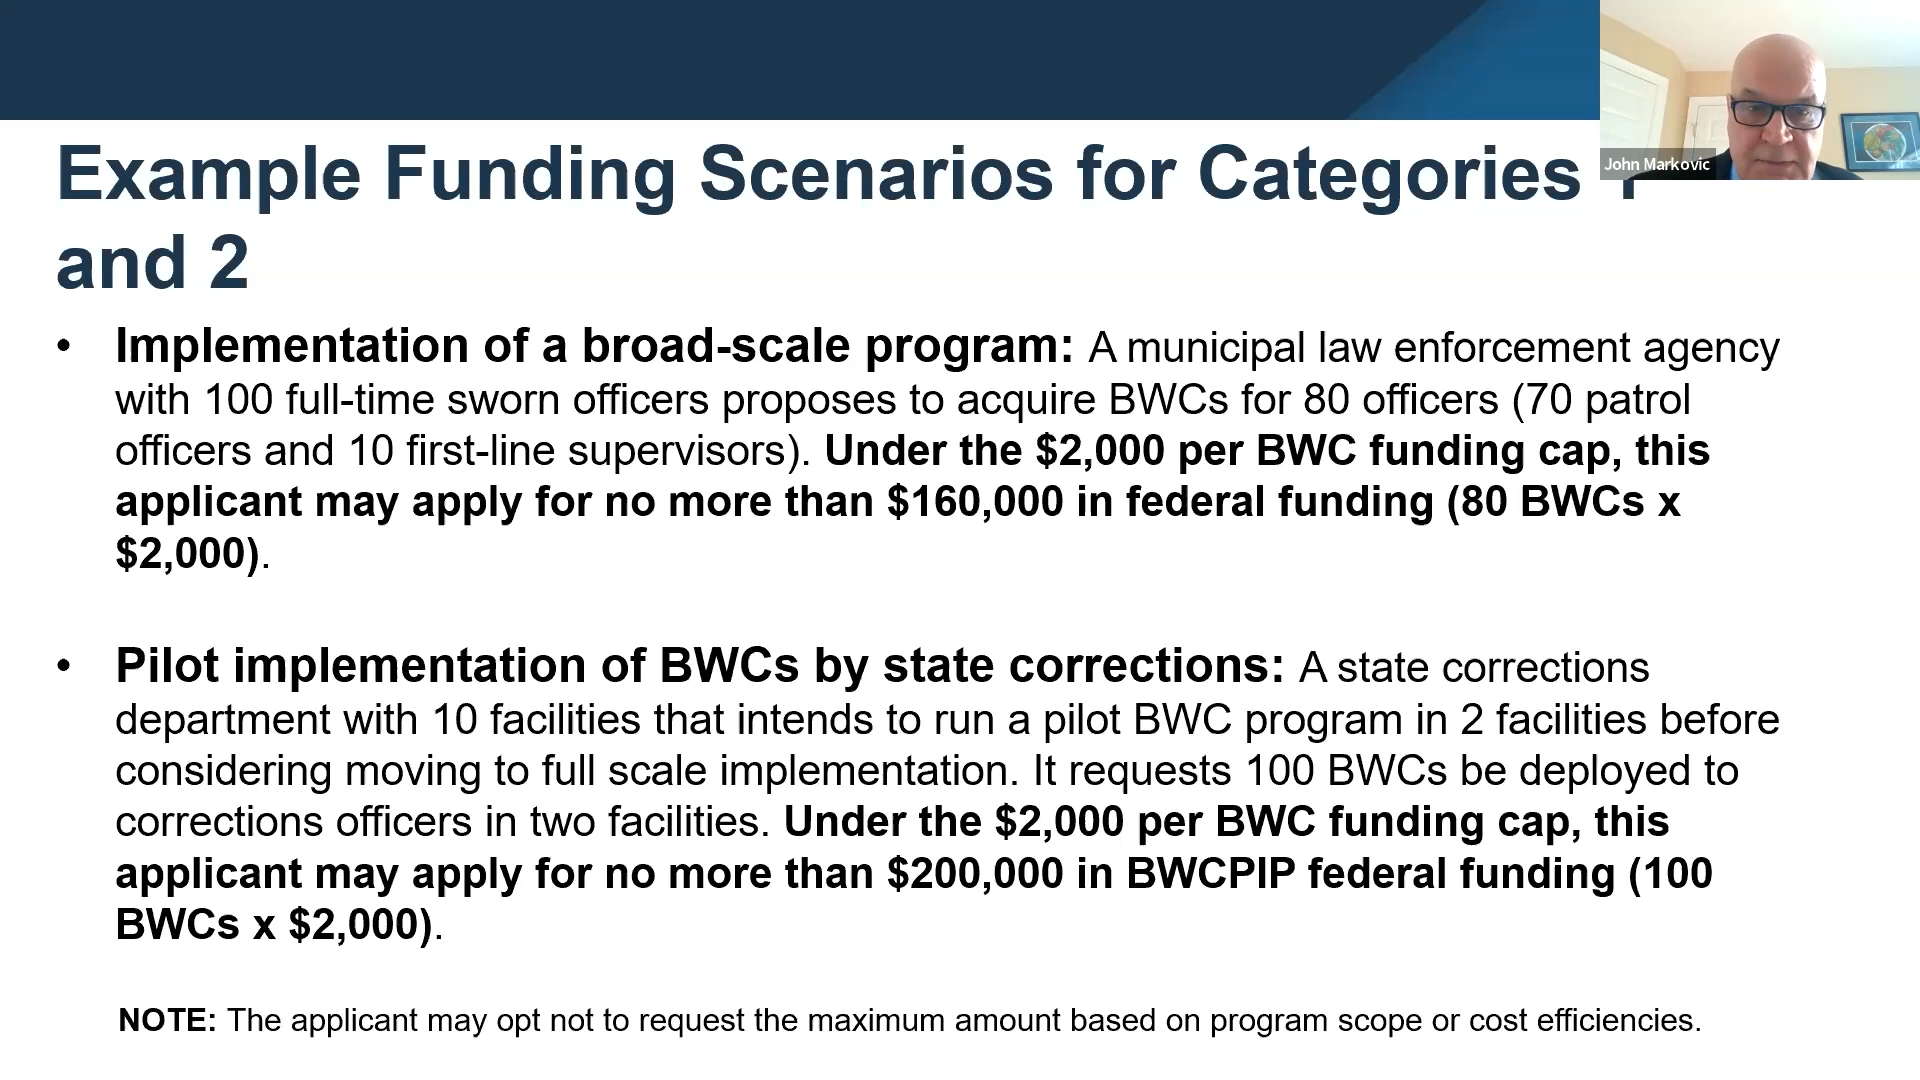 John Markovic
Example Funding Scenarios for Categories 1
and 2
• Implementation of a broad-scale program: A municipal law enforcement agency
with 100 full-time sworn officers proposes to acquire BWCs for 80 officers (70 patrol
officers and 10 first-line supervisors). Under the $2,000 per BWC funding cap, this
applicant may apply for no more than $160,000 in federal funding (80 BWCs x
$2,000).
• Pilot implementation of BWCs by state corrections: A state corrections
department with 10 facilities that intends to run a pilot BWC program in 2 facilities before
considering moving to full scale implementation. It requests 100 BWCs be deployed to
corrections officers in two facilities. Under the $2,000 per BWC funding cap, this
applicant may apply for no more than $200,000 in BWCPIP federal funding (100
BWCs x $2,000).
NOTE: The applicant may opt not to request the maximum amount based on program scope or cost efficiencies.